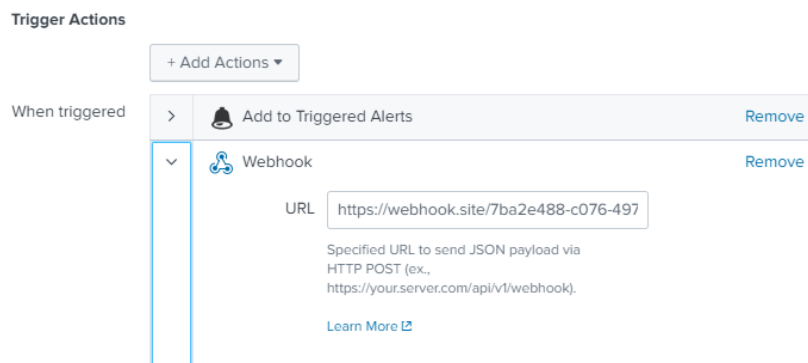 Trigger Actions
+ Add Actions
When triggered
Add to Triggered Alerts
Remove
Webhook
Remove
URL
https://webhook.site/7ba2e488-c076-497
Specified URL to send JSON payload via
HTTP POST (ex.,
https://your.server.com/api/v1/webhook).
Learn More